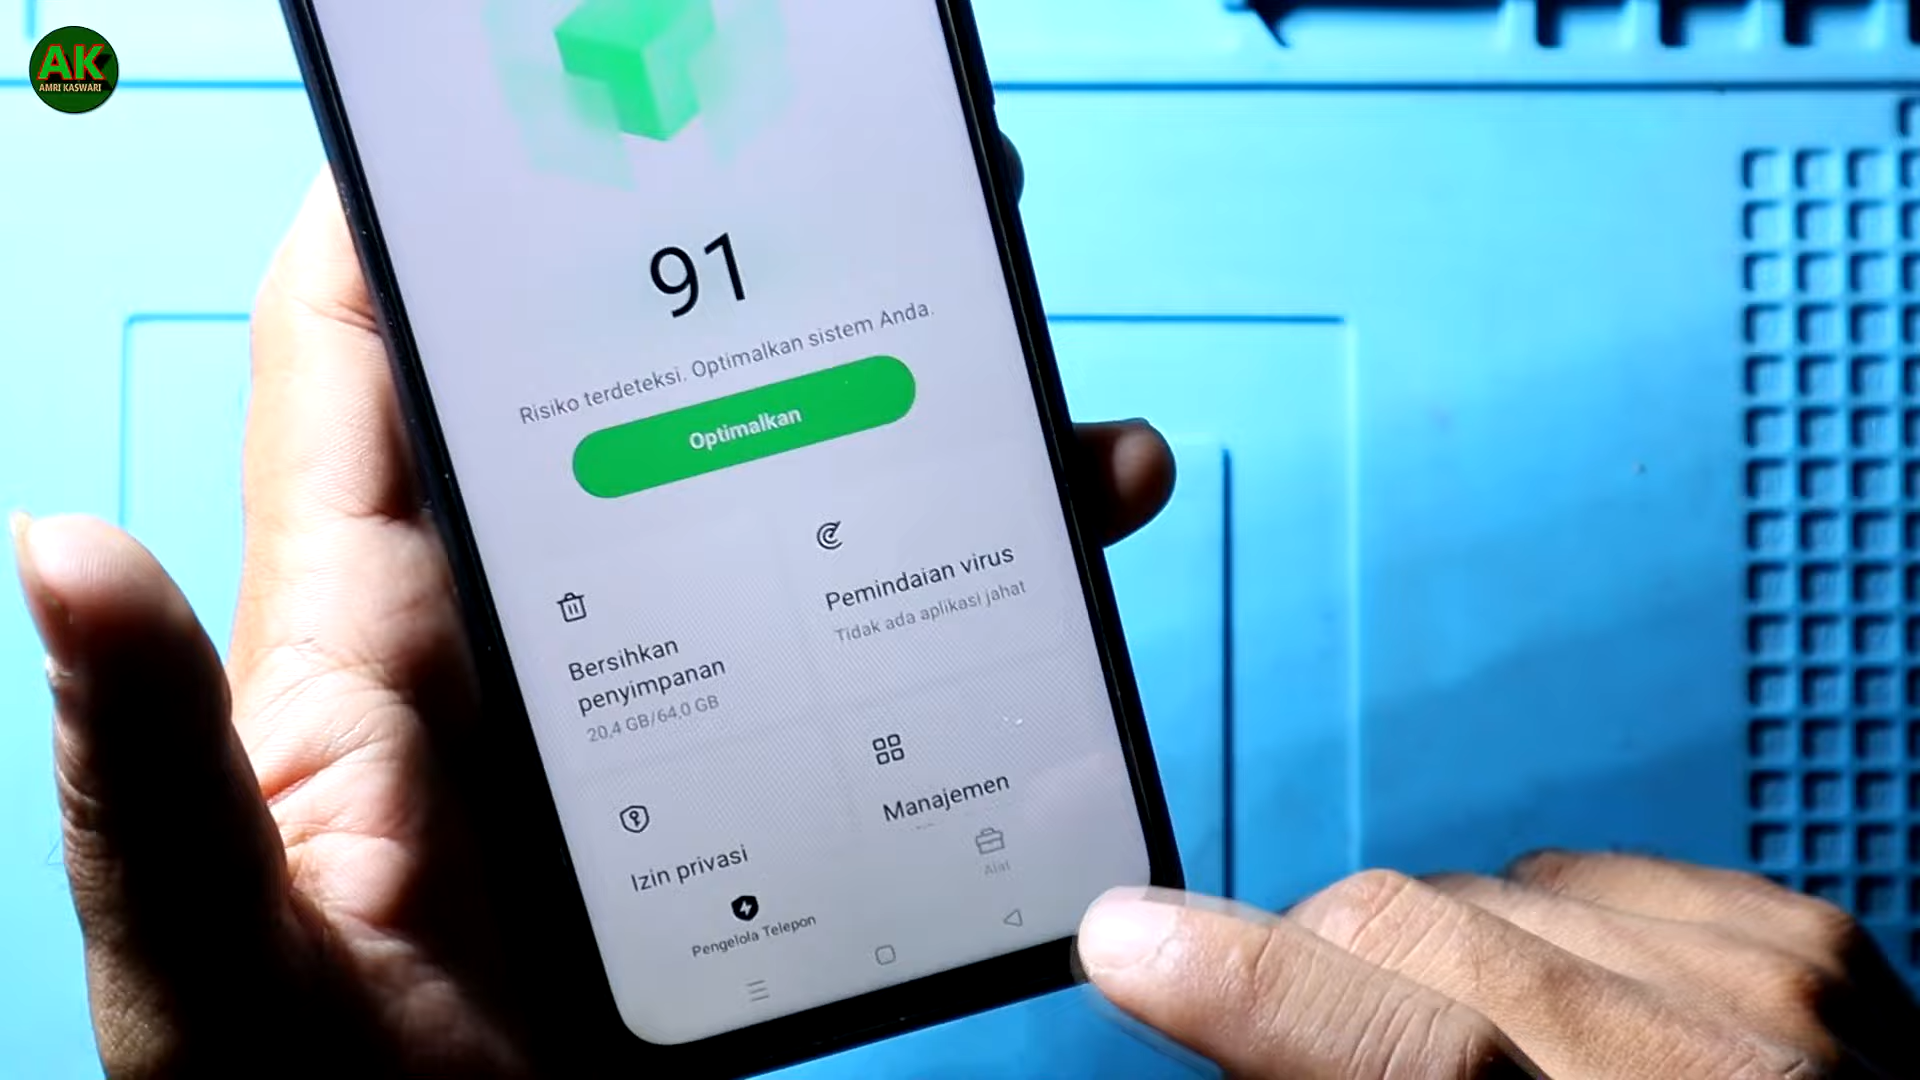 AK
AMRI KASWARI
91
Risiko terdeteksi. Optimalkan sistem Anda.
Optimalkan
Pemindaian virus
Tidak ada aplikasi jahat
Bersihkan
penyimpanan
20,4 GB/64,0 GB
Manajemen
Izin privasi
Alat
Pengelola Telepon